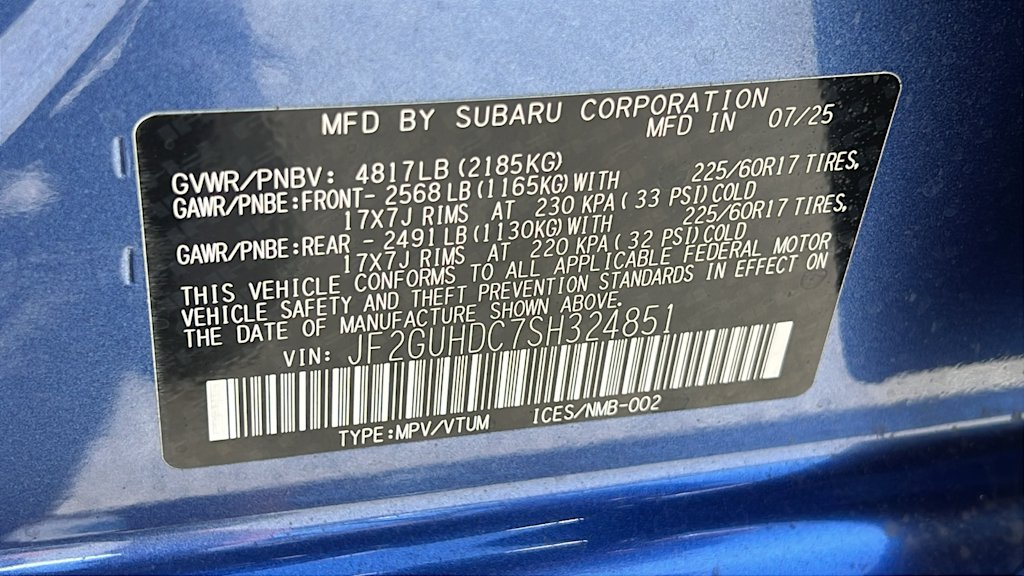 MFD BY SUBARU CORPORATION
MFD IN 07/25
GVWR/PNBV: 4817LB (2185KG)
GAWR/PNBE:FRONT- 2568 LB (1165KG) WITH 225/60R17 TIRES,
17X7J RIMS AT 230 KPA ( 33 PSI) COLD
GAWR/PNBE:REAR - 2491 LB (1130KG) WITH 225/60R17 TIRES,
17X7J RIMS AT 220 KPA ( 32 PSI) COLD
THIS VEHICLE CONFORMS TO ALL APPLICABLE FEDERAL MOTOR
VEHICLE SAFETY AND THEFT PREVENTION STANDARDS IN EFFECT ON
THE DATE OF MANUFACTURE SHOWN ABOVE.
VIN: JF2GUHDC7SH324851
TYPE:MPV/VTUM ICES/NMB-002